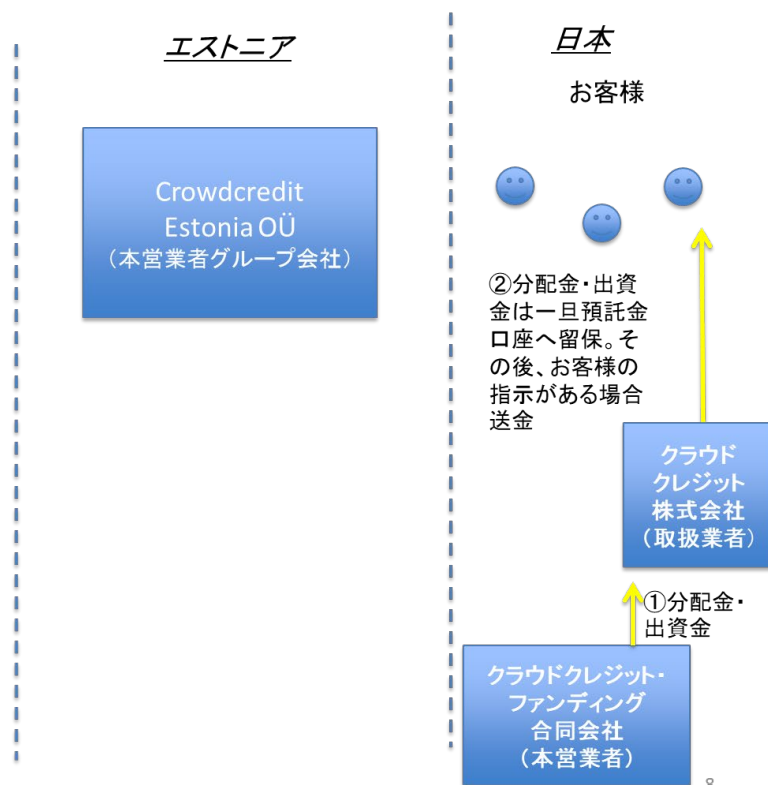 エストニア
日本
お客様
Crowdcredit
Estonia OÜ
（本営業者グループ会社）
②分配金・出資
金は一旦預託金
口座へ留保。そ
の後、お客様の
指示がある場合
送金
クラウド
クレジット
株式会社
（取扱業者）
①分配金・
出資金
クラウドクレジット・
ファンディング
合同会社
（本営業者）
8